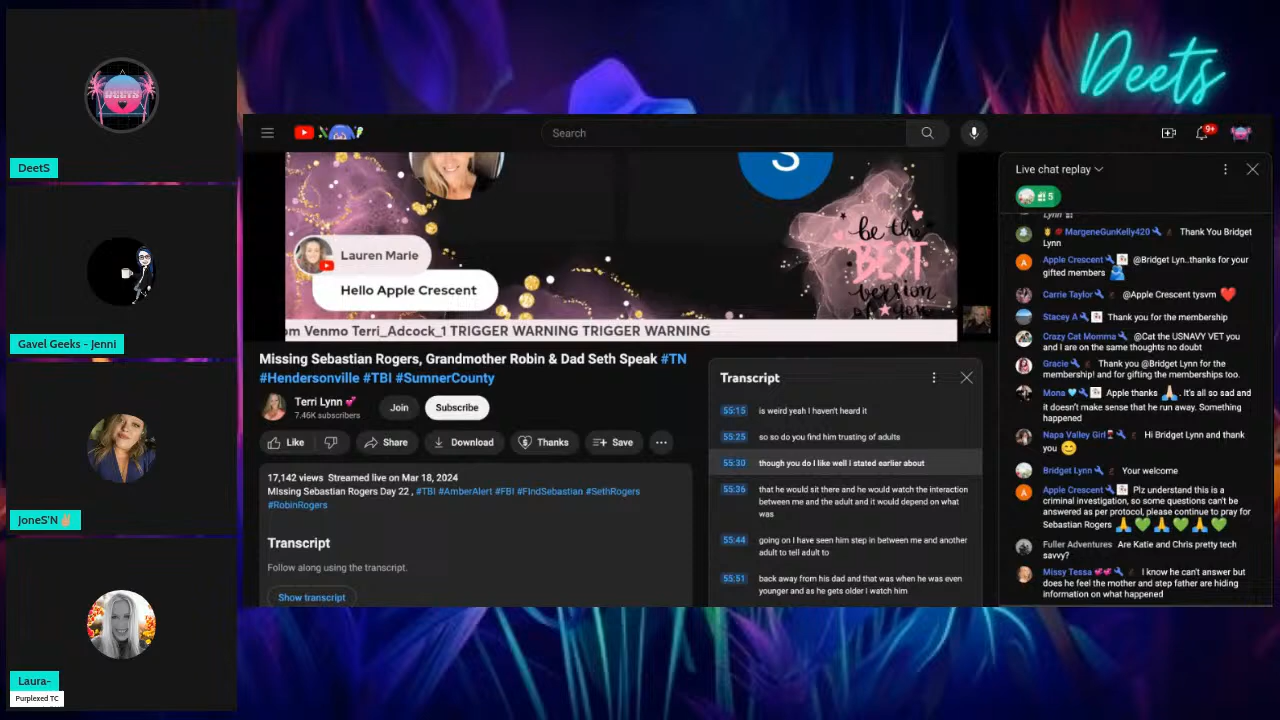 Deets
DeetS
Gavel Geeks - Jenni
JoneS'N✌🏼
Laura-
Purplexed TC
Search
9+
S
Lauren Marie
Hello Apple Crescent
be the
BEST
version
of you
om Venmo Terri_Adcock_1 TRIGGER WARNING TRIGGER WARNING
Missing Sebastian Rogers, Grandmother Robin & Dad Seth Speak #TN
#Hendersonville #TBI #SumnerCounty
Terri Lynn 💕
7.46K subscribers
Join
Subscribe
Like
Share
Download
Thanks
Save
17,142 views Streamed live on Mar 18, 2024
Missing Sebastian Rogers Day 22 , #TBI #AmberAlert #FBI #FIndSebastian #SethRogers
#RobinRogers
Transcript
Follow along using the transcript.
Show transcript
Transcript
55:15 is weird yeah I haven't heard it
55:25 so so do you find him trusting of adults
55:30 though you do I like well I stated earlier about
55:36 that he would sit there and he would watch the interaction
between me and the adult and it would depend on what
was
55:44 going on I have seen him step in between me and another
adult to tell adult to
55:51 back away from his dad and that was when he was even
younger and as he gets older I watch him
Live chat replay
5
Lynn
MargeneGunKelly420 Thank You Bridget
Lynn
Apple Crescent @Bridget Lyn..thanks for your
gifted members
Carrie Taylor @Apple Crescent tysvm ❤️
Stacey A Thank you for the membership
Crazy Cat Momma @Cat the USNAVY VET you
and I are on the same thoughts no doubt
Gracie Thank you @Bridget Lynn for the
membership! and for gifting the memberships too.
Mona 🩵 Apple thanks 🙏. It's all so sad and
it doesn't make sense that he run away. Something
happened
Napa Valley Girl🍷 Hi Bridget Lynn and thank
you 😊
Bridget Lynn Your welcome
Apple Crescent Plz understand this is a
criminal investigation, so some questions can't be
answered as per protocol, please continue to pray for
Sebastian Rogers 🙏💚🙏💚🙏💚
Fuller Adventures Are Katie and Chris pretty tech
savvy?
Missy Tessa 💕💕 I know he can't answer but
does he feel the mother and step father are hiding
information on what happened